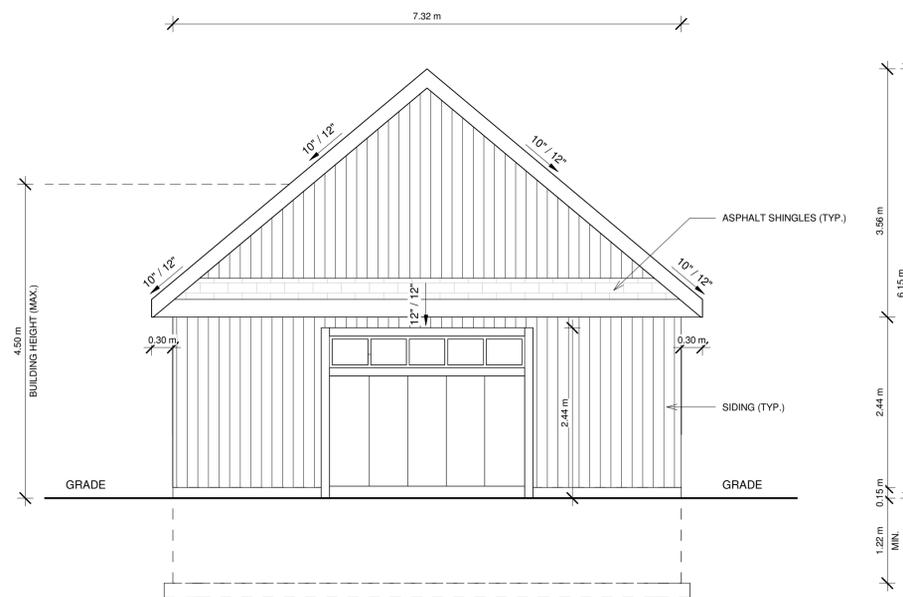 7.32 m
10" / 12"
10" / 12"
ASPHALT SHINGLES (TYP.)
3.56 m
10" / 12"
10" / 12"
6.15 m
12" / 12"
4.50 m
BUILDING HEIGHT (MAX.)
0.30 m
0.30 m
2.44 m
2.44 m
SIDING (TYP.)
GRADE
GRADE
0.15 m
1.22 m
MIN.